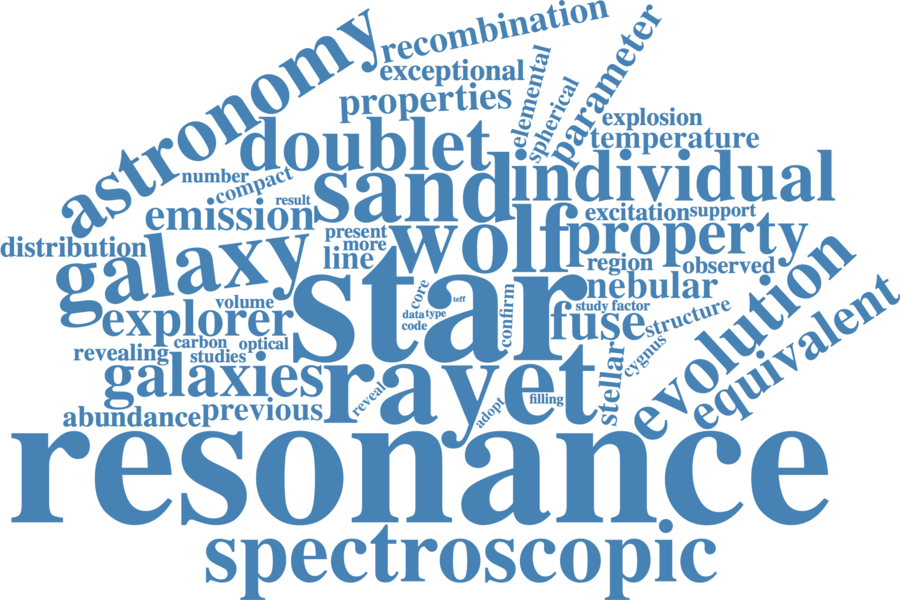 recombination
astronomy
exceptional
elemental
parameter
properties
spherical
explosion
doublet
temperature
number
compact
sand
individual
result
emission
excitation
support
present
wolf
property
distribution
more
galaxy
line
region
observed
star
nebular
evolution
core
teff
volume
confirm
study
factor
explorer
data
type
fuse
structure
equivalent
code
carbon
optical
revealing
studies
cygnus
galaxies
rayet
stellar
reveal
filling
adopt
abundance
previous
resonance
spectroscopic